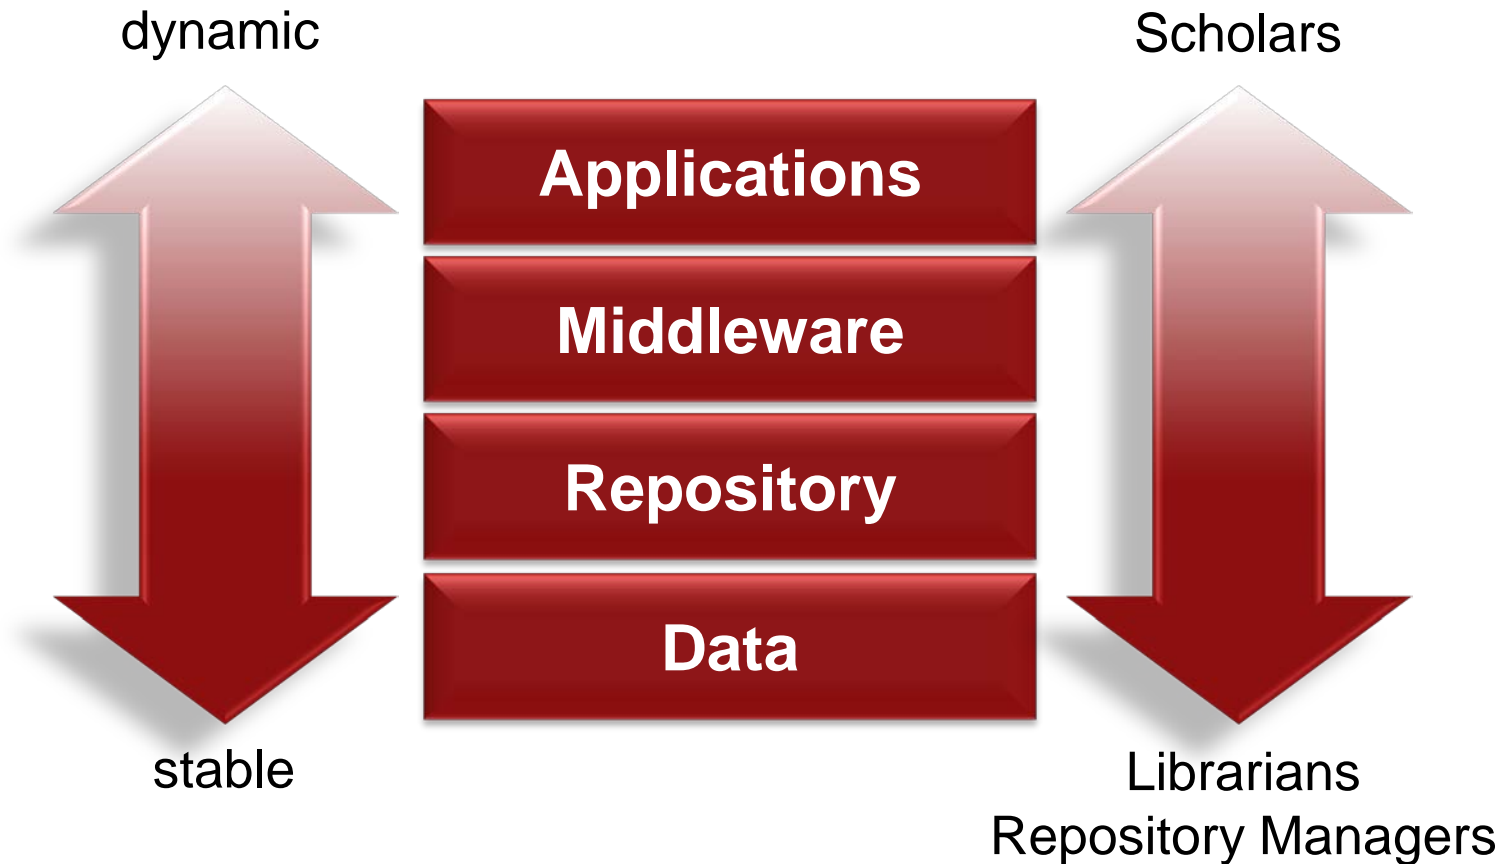 dynamic
Scholars
Applications
Middleware
Repository
Data
stable
Librarians
Repository Managers